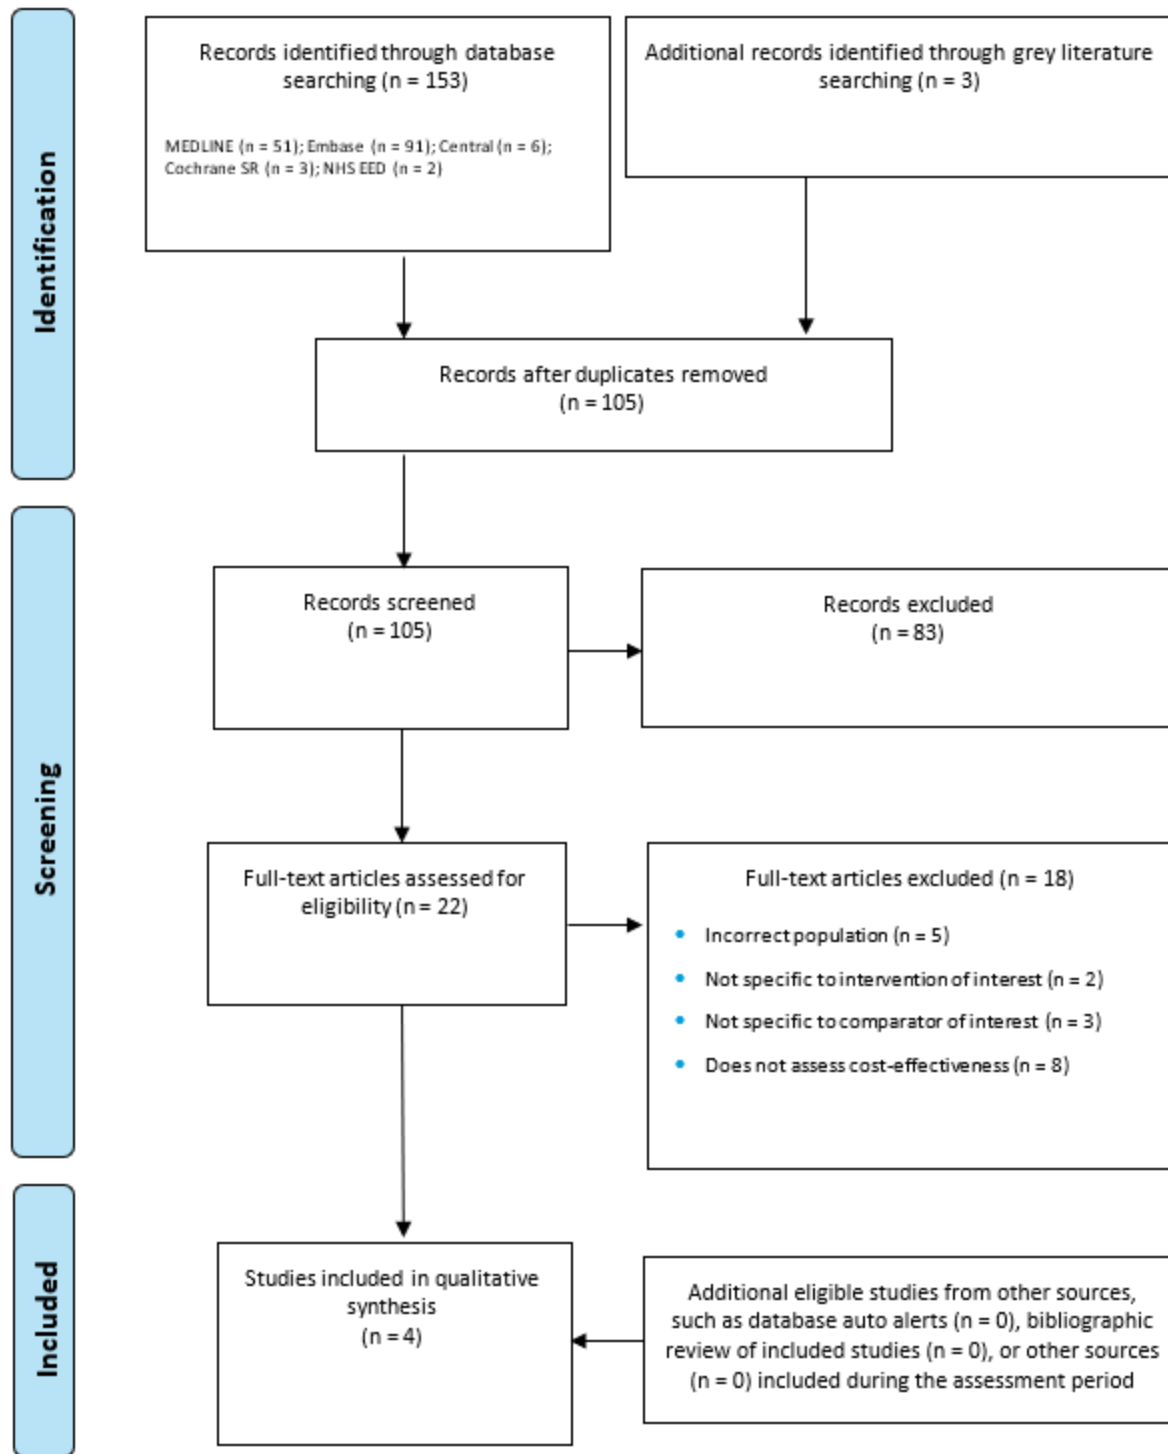 Identification
Records identified through database
searching (n = 153)
MEDLINE (n = 51); Embase (n = 91); Central (n = 6);
Cochrane SR (n = 3); NHS EED (n = 2)
Additional records identified through grey literature
searching (n = 3)
Records after duplicates removed
(n = 105)
Screening
Records screened
(n = 105)
Records excluded
(n = 83)
Full-text articles assessed for
eligibility (n = 22)
Full-text articles excluded (n = 18)
• Incorrect population (n = 5)
• Not specific to intervention of interest (n = 2)
• Not specific to comparator of interest (n = 3)
• Does not assess cost-effectiveness (n = 8)
Included
Studies included in qualitative
synthesis
(n = 4)
Additional eligible studies from other sources,
such as database auto alerts (n = 0), bibliographic
review of included studies (n = 0), or other sources
(n = 0) included during the assessment period